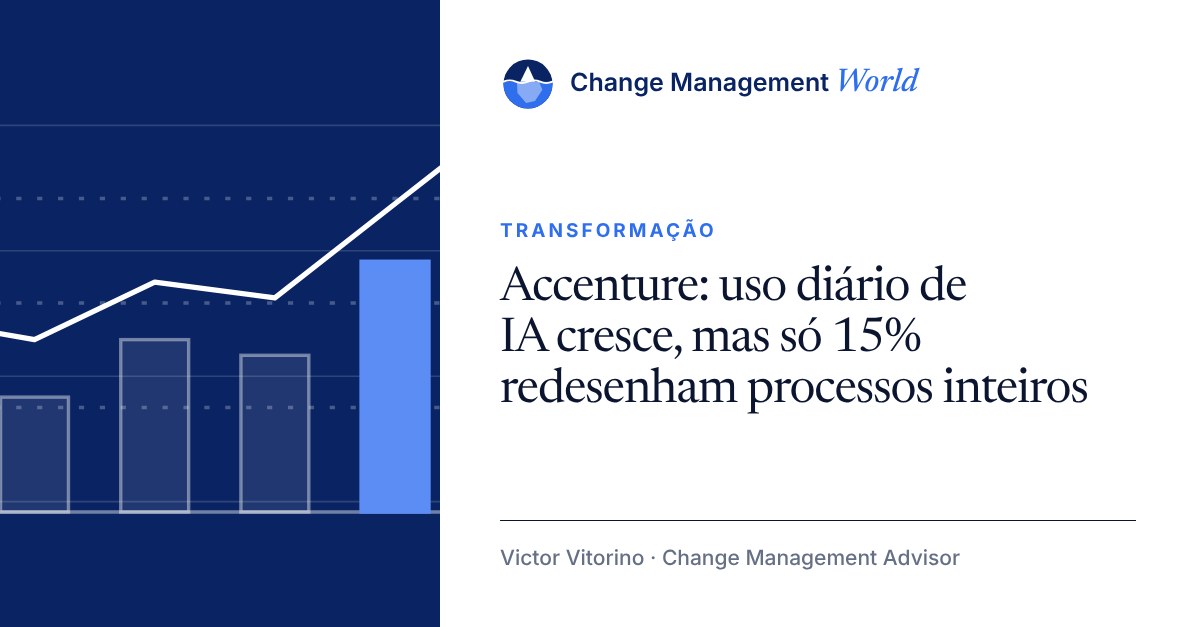 Change Management World
TRANSFORMAÇÃO
Accenture: uso diário de
IA cresce, mas só 15%
redesenham processos inteiros
Victor Vitorino · Change Management Advisor